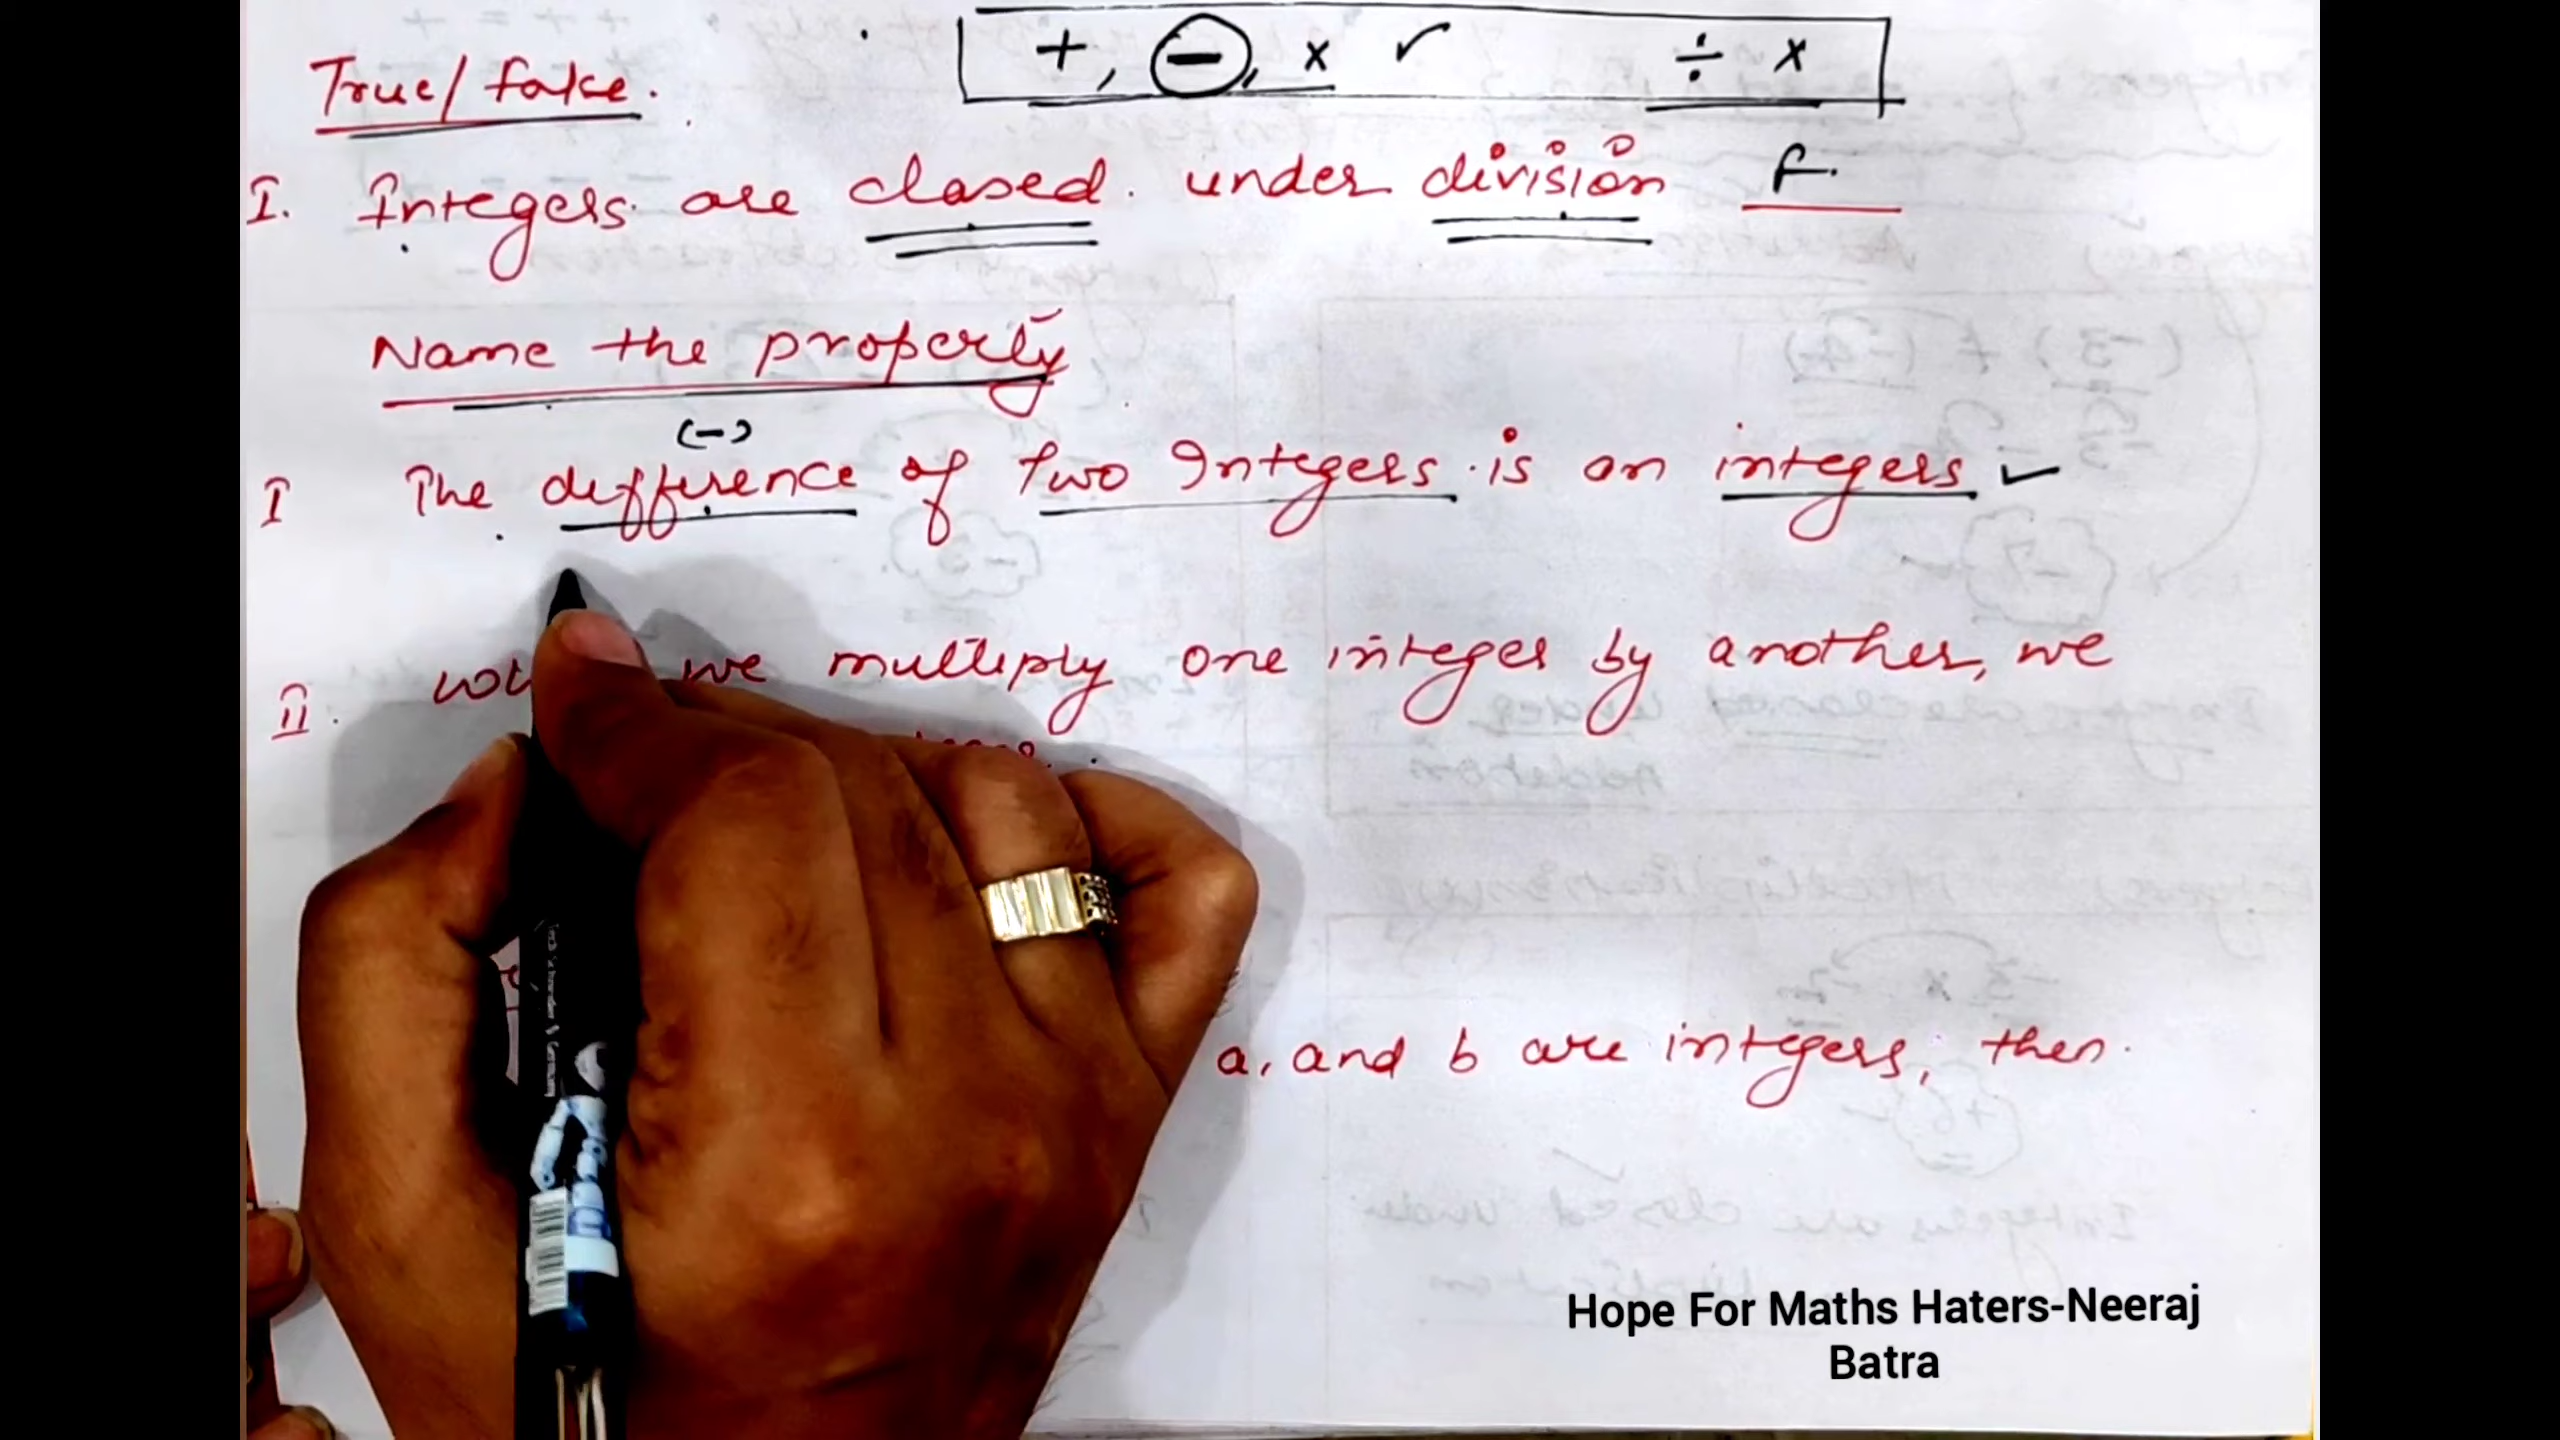 +, −, × ✓ ÷ ×
True/false.
I. Integers are closed. under division F.
Name the property
(-)
I The difference of two Integers is an integers ✓
II. we multiply one integer by another, we
a, and b are integers, then.
Hope For Maths Haters-Neeraj
Batra